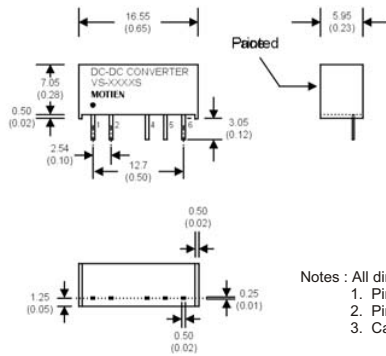 16.55
(0.65)
5.95
(0.23)
7.05
(0.28)
DC-DC CONVERTER
VS-XXXXS
MOTIEN
0.50
(0.02)
1 2 4 5 6
3.05
(0.12)
2.54
(0.10)
12.7
(0.50)
0.50
(0.02)
1.25
(0.05)
0.25
(0.01)
0.50
(0.02)
Notes : All di
1. Pi
2. Pi
3. Ca